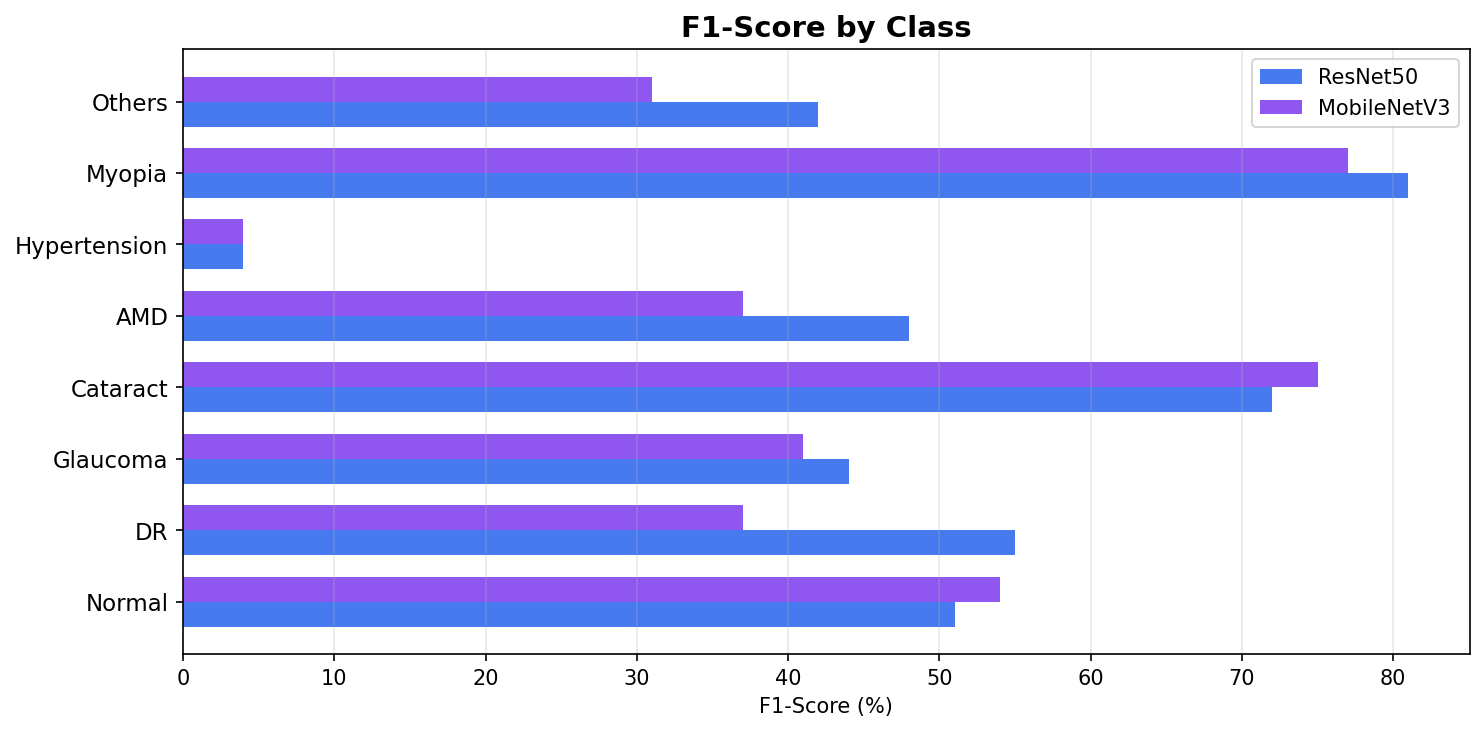 F1-Score by Class
ResNet50
MobileNetV3
Others
Myopia
Hypertension
AMD
Cataract
Glaucoma
DR
Normal
0 10 20 30 40 50 60 70 80
F1-Score (%)